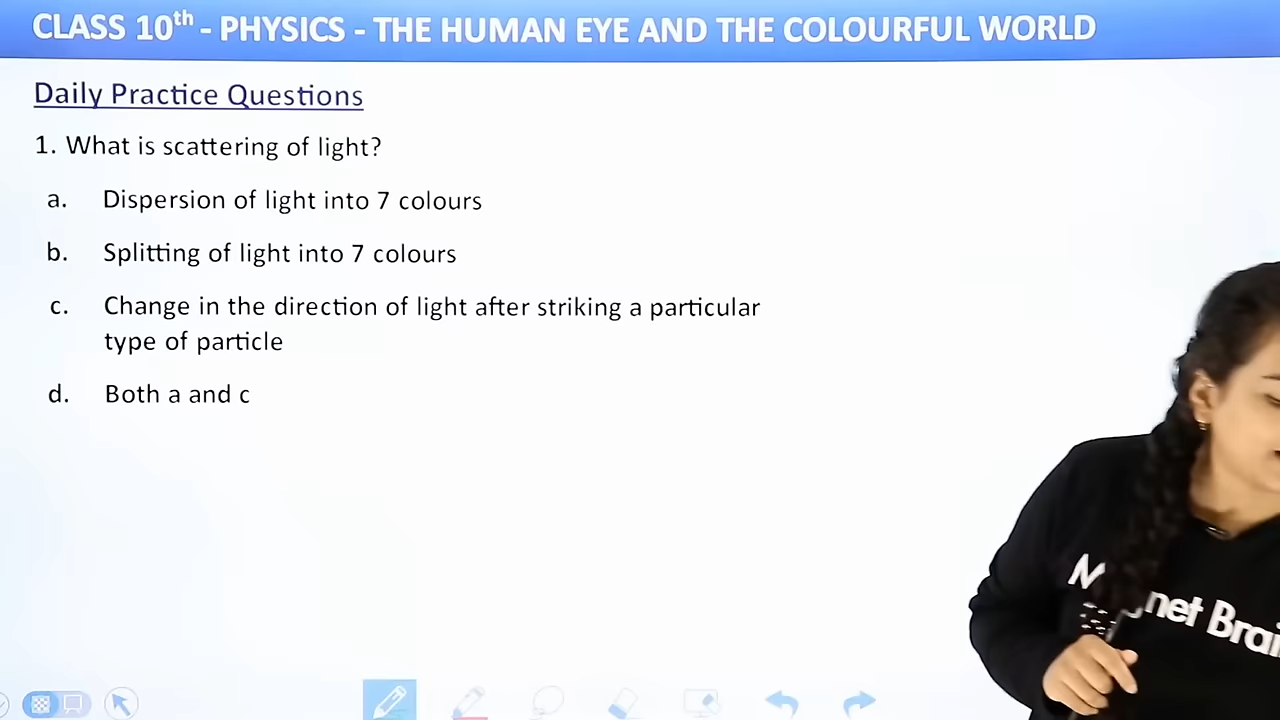 CLASS 10th - PHYSICS - THE HUMAN EYE AND THE COLOURFUL WORLD
Daily Practice Questions
1. What is scattering of light?
a. Dispersion of light into 7 colours
b. Splitting of light into 7 colours
c. Change in the direction of light after striking a particular
type of particle
d. Both a and c